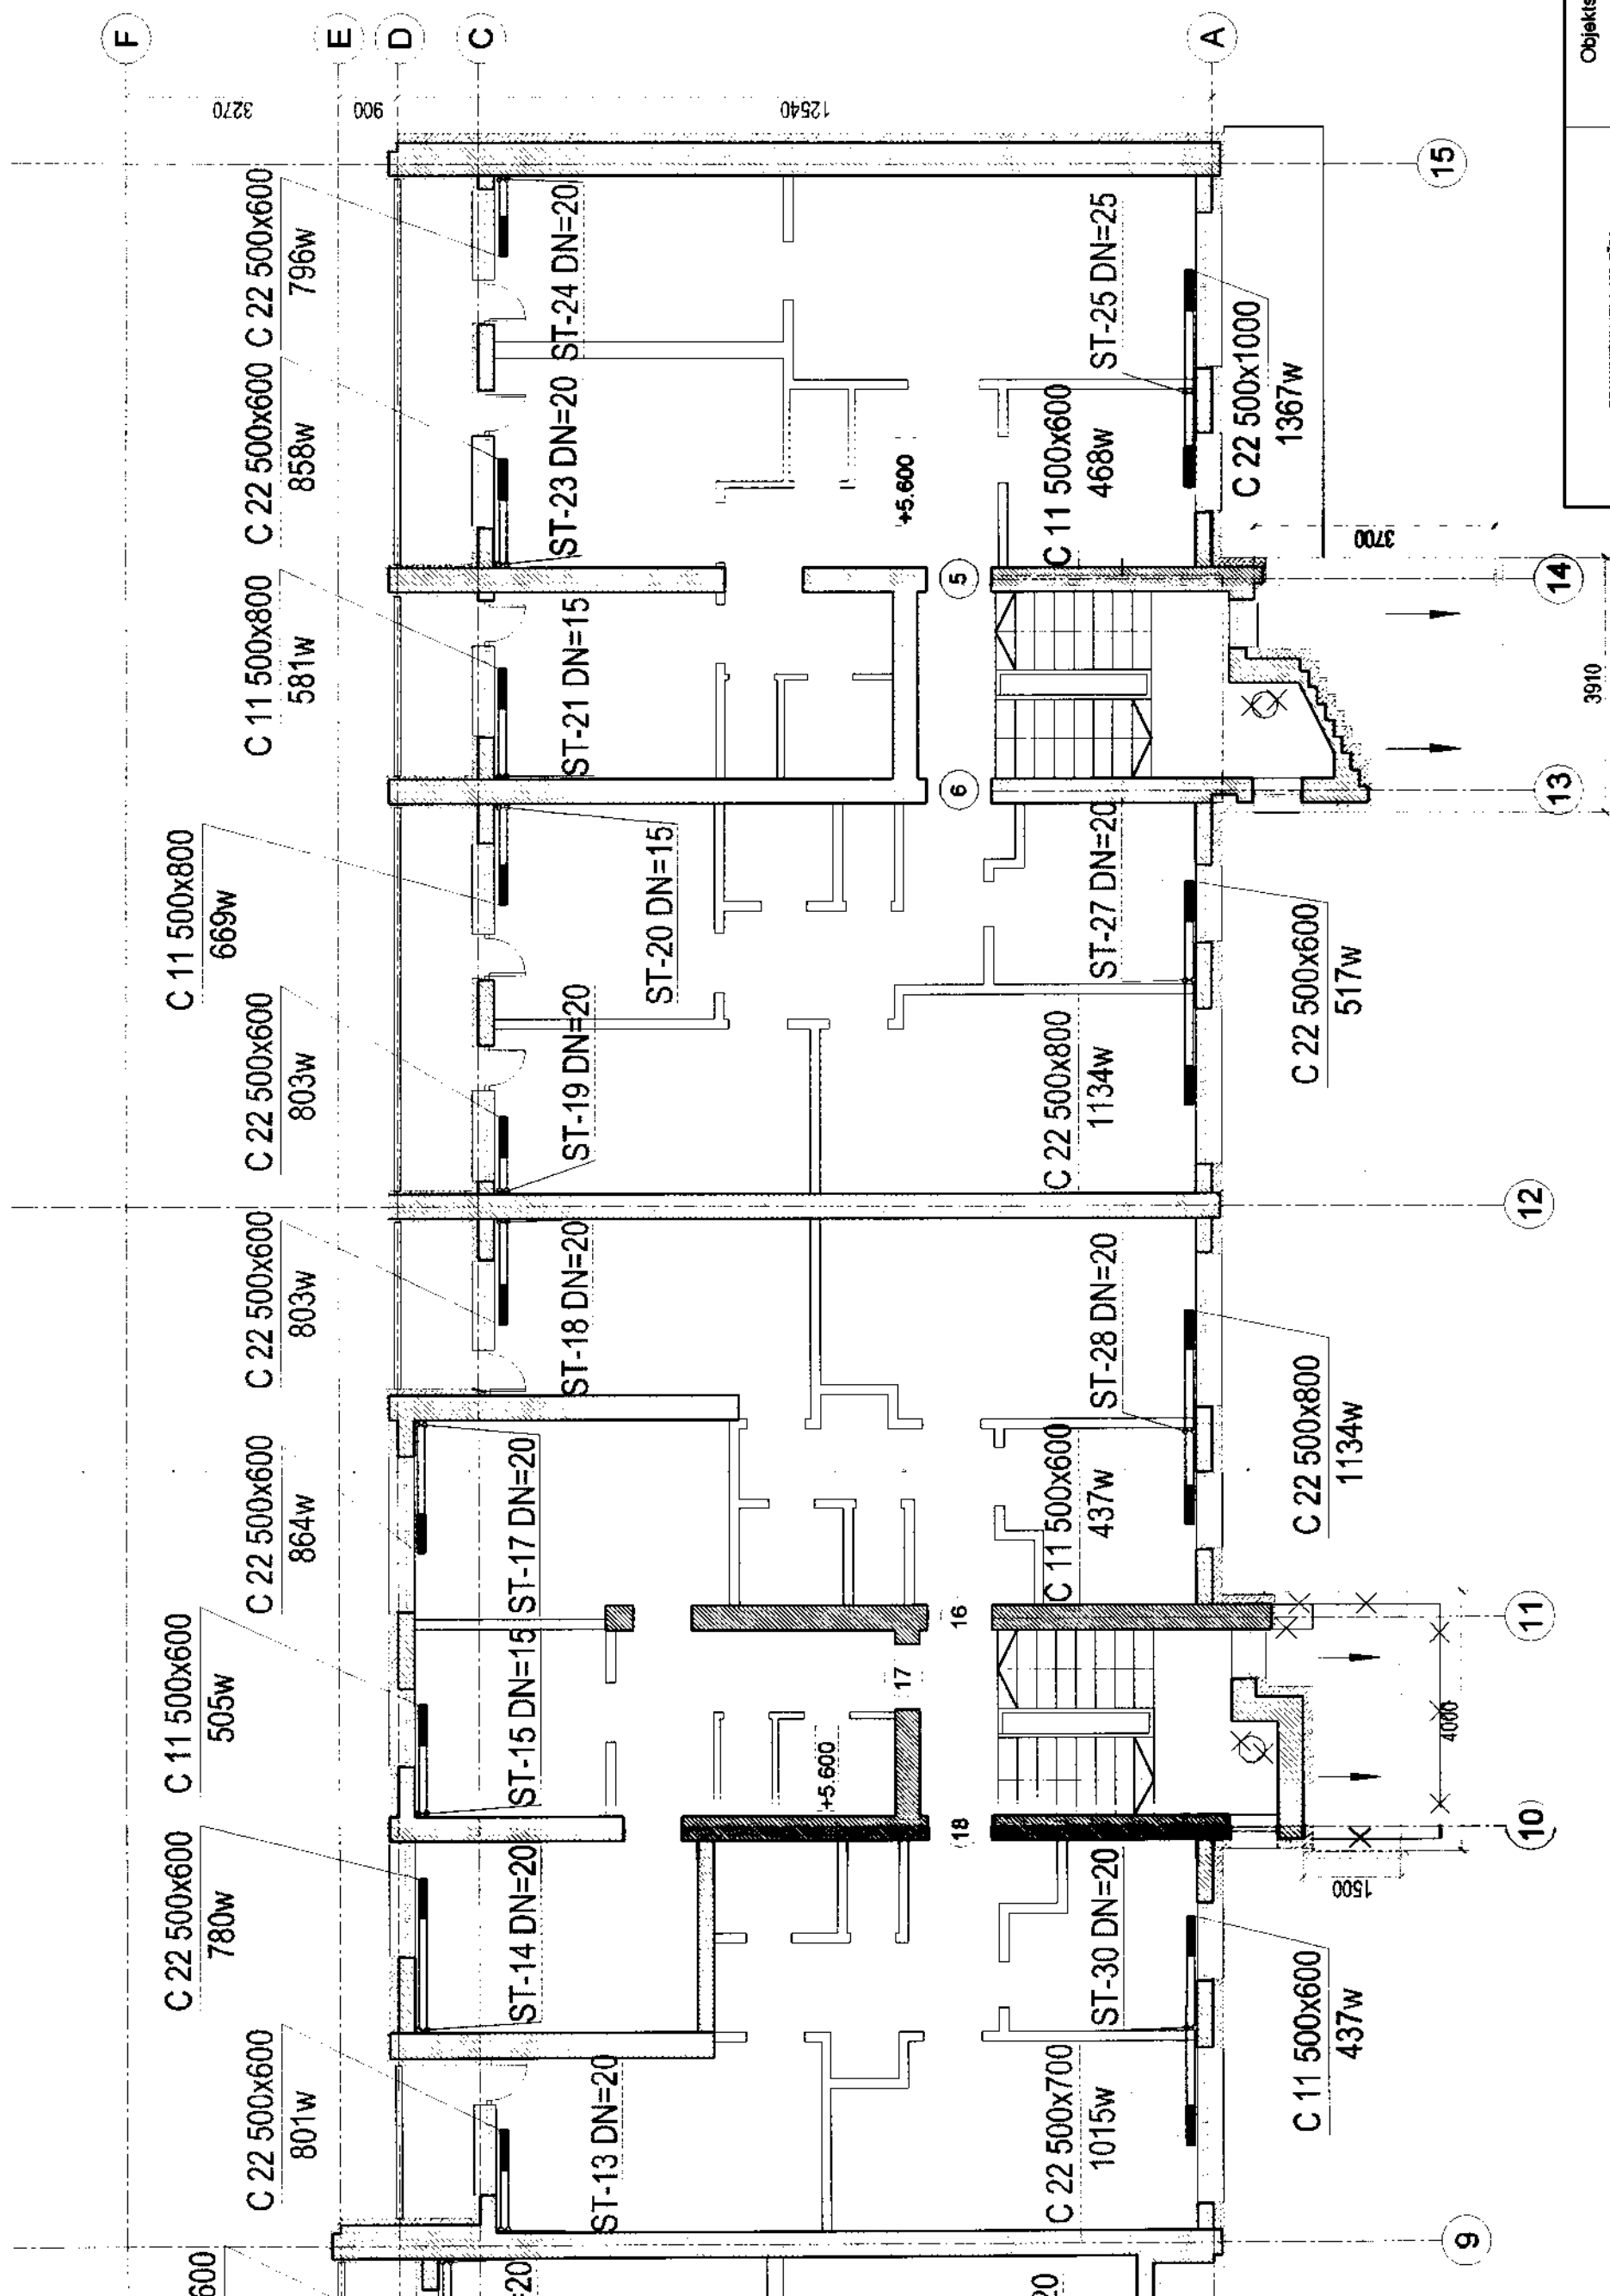 F
E
D
C
A
3270
900
12540
Objekts
15
14
13
12
11
10
9
C 22 500x600
796w
C 22 500x600
858w
C 11 500x800
581w
C 11 500x800
669w
C 22 500x600
803w
C 22 500x600
803w
C 22 500x600
864w
C 11 500x600
505w
C 22 500x600
780w
C 22 500x600
801w
600
ST-24 DN=20
ST-23 DN=20
ST-21 DN=15
ST-20 DN=15
ST-19 DN=20
ST-18 DN=20
ST-17 DN=20
ST-15 DN=15
ST-14 DN=20
ST-13 DN=20
=20
+5.600
5
6
16
17
+5.600
18
ST-25 DN=25
C 11 500x600
468w
C 22 500x1000
1367w
ST-27 DN=20
C 22 500x600
517w
C 22 500x800
1134w
ST-28 DN=20
C 22 500x800
1134w
C 11 500x600
437w
ST-30 DN=20
C 11 500x600
437w
C 22 500x700
1015w
20
3700
3910
4000
1500